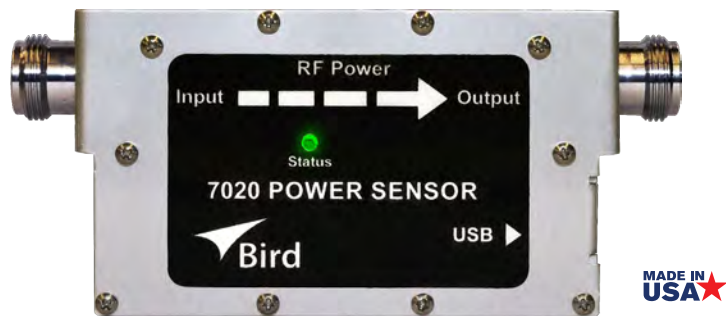 RF Power
Input Output
Status
7020 POWER SENSOR
USB
Bird
MADE IN
USA